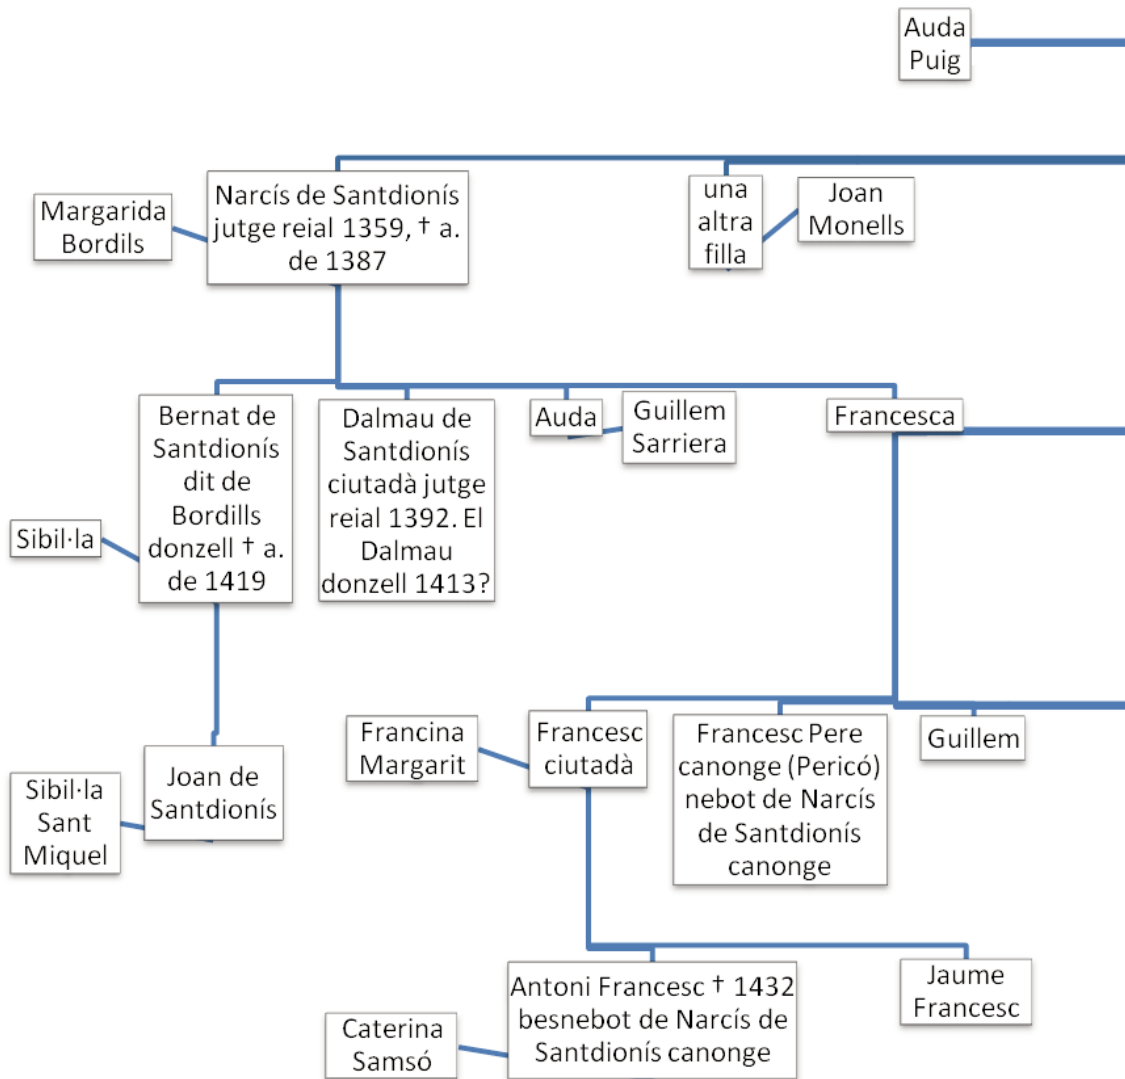 Auda
Puig
Margarida
Bordils
Narcís de Santdionís
jutge reial 1359, † a.
de 1387
una
altra
filla
Joan
Monells
Bernat de
Santdionís
dit de
Bordills
donzell † a.
de 1419
Dalmau de
Santdionís
ciutadà jutge
reial 1392. El
Dalmau
donzell 1413?
Auda
Guillem
Sarriera
Francesca
Sibil·la
Sibil·la
Sant
Miquel
Joan de
Santdionís
Francina
Margarit
Francesc
ciutadà
Francesc Pere
canonge (Pericó)
nebot de Narcís
de Santdionís
canonge
Guillem
Caterina
Samsó
Antoni Francesc † 1432
besnebot de Narcís de
Santdionís canonge
Jaume
Francesc